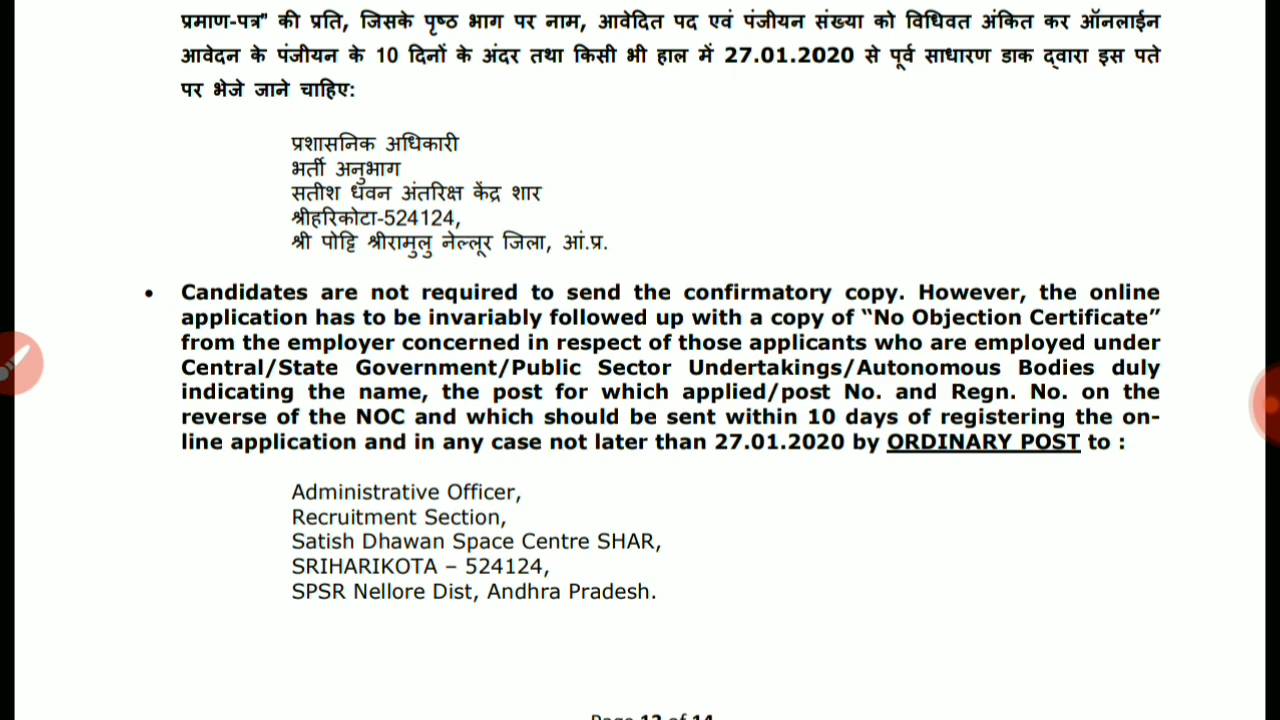 प्रमाण-पत्र" की प्रति, जिसके पृष्ठ भाग पर नाम, आवेदित पद एवं पंजीयन संख्या को विधिवत अंकित कर ऑनलाईन
आवेदन के पंजीयन के 10 दिनों के अंदर तथा किसी भी हाल में 27.01.2020 से पूर्व साधारण डाक द्वारा इस पते
पर भेजे जाने चाहिए:
प्रशासनिक अधिकारी
भर्ती अनुभाग
सतीश धवन अंतरिक्ष केंद्र शार
श्रीहरिकोटा-524124,
श्री पोट्टि श्रीरामुलु नेल्लूर जिला, आं.प्र.
• Candidates are not required to send the confirmatory copy. However, the online
application has to be invariably followed up with a copy of “No Objection Certificate”
from the employer concerned in respect of those applicants who are employed under
Central/State Government/Public Sector Undertakings/Autonomous Bodies duly
indicating the name, the post for which applied/post No. and Regn. No. on the
reverse of the NOC and which should be sent within 10 days of registering the on-
line application and in any case not later than 27.01.2020 by ORDINARY POST to :
Administrative Officer,
Recruitment Section,
Satish Dhawan Space Centre SHAR,
SRIHARIKOTA – 524124,
SPSR Nellore Dist, Andhra Pradesh.
Page 12 of 14